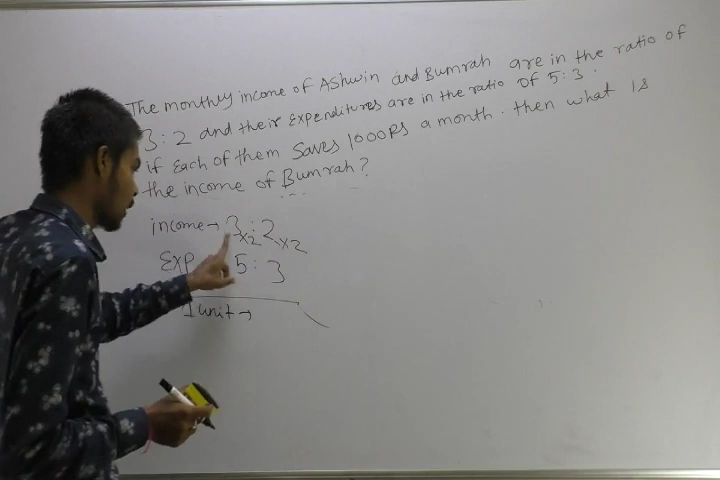 The monthly income of Ashwin and Bumrah are in the ratio of
3:2 and their Expenditures are in the ratio of 5:3.
if Each of them Saves 1000Rs a month. then what is
the income of Bumrah?
income → 3×2 : 2×2
Exp 5:3
1 unit →